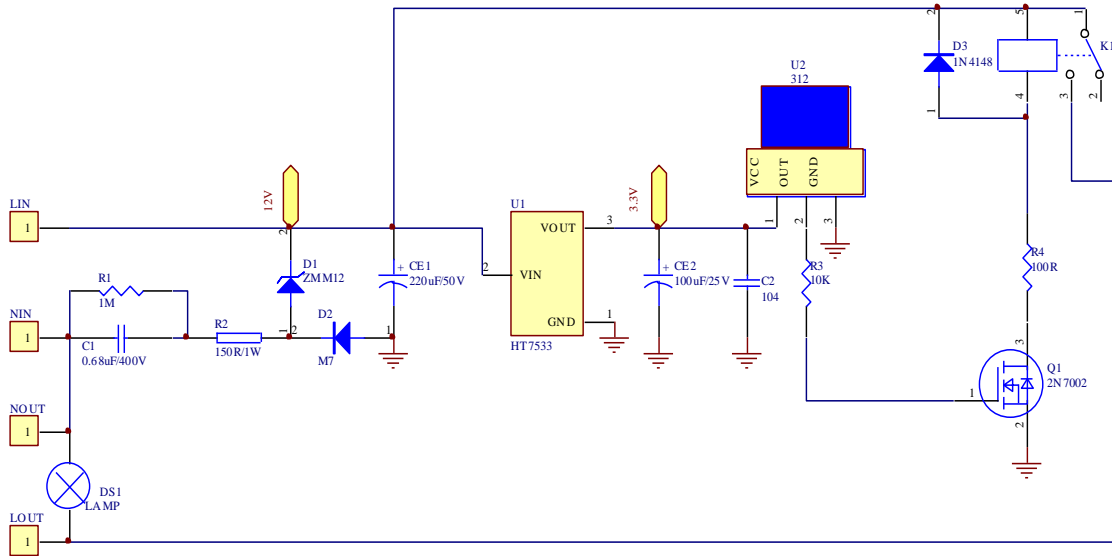 2
5
1
D3
1N4148
K1
1
4
3
2
U2
312
VCC
OUT
GND
1
2
3
LIN
1
12V
2
U1
VOUT
3
VIN
2
GND
1
HT7533
3.3V
CE1
220uF/50V
+
D1
ZMM12
1
2
D2
M7
1
R1
1M
NIN
1
C1
0.68uF/400V
R2
150R/1W
CE2
100uF/25V
+
C2
104
R3
10K
R4
100R
3
Q1
2N7002
1
2
NOUT
1
DS1
LAMP
LOUT
1